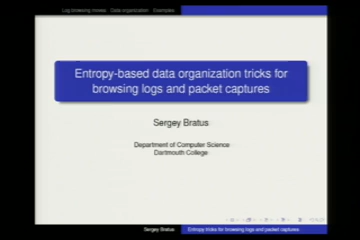 Log browsing moves Data organization Examples
Entropy-based data organization tricks for
browsing logs and packet captures
Sergey Bratus
Department of Computer Science
Dartmouth College
Sergey Bratus Entropy tricks for browsing logs and packet captures